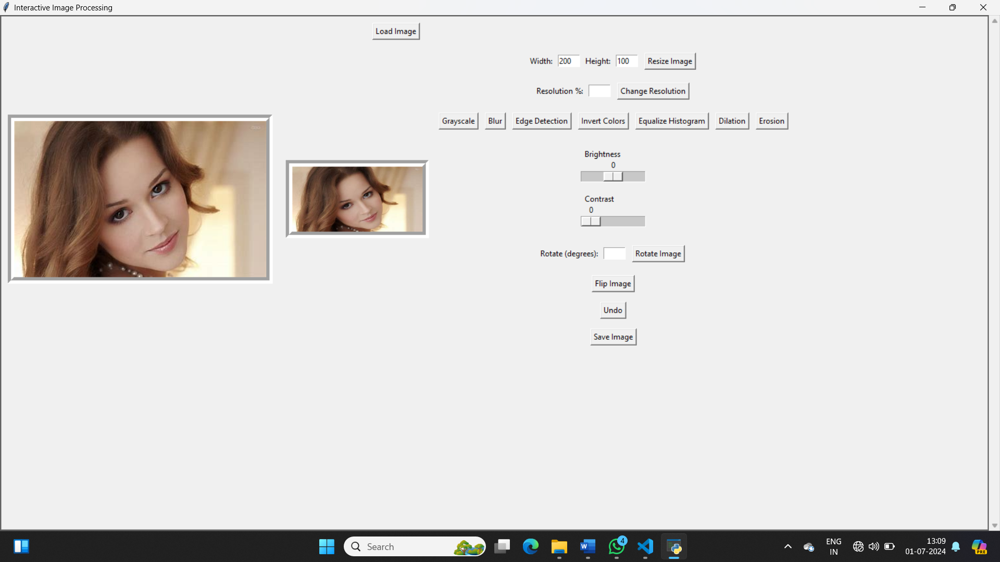 Interactive Image Processing
Load Image
Width: 200 Height: 100 Resize Image
Resolution %: Change Resolution
Grayscale Blur Edge Detection Invert Colors Equalize Histogram Dilation Erosion
Brightness
0
Contrast
0
Rotate (degrees): Rotate Image
Flip Image
Undo
Save Image
Search
W
4
ENG
IN
13:09
01-07-2024
PRE